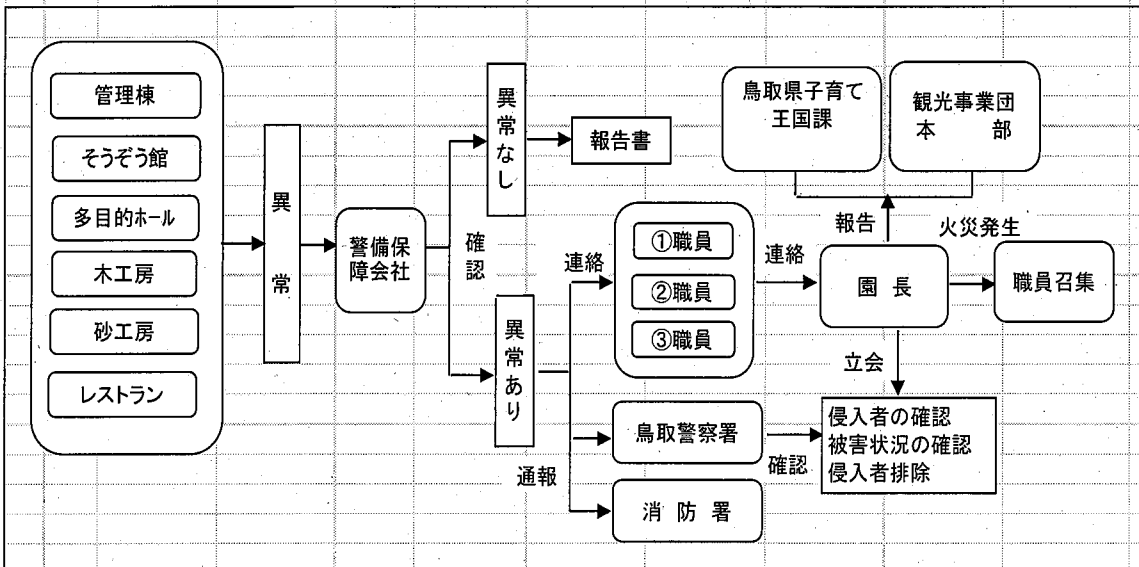 管理棟
そうぞう館
多目的ホール
木工房
砂工房
レストラン
異常
警備保
障会社
確認
異常なし
報告書
異常あり
連絡
通報
①職員
②職員
③職員
鳥取警察署
消防署
連絡
鳥取県子育て
王国課
観光事業団
本部
報告
園長
火災発生
職員召集
立会
確認
侵入者の確認
被害状況の確認
侵入者排除